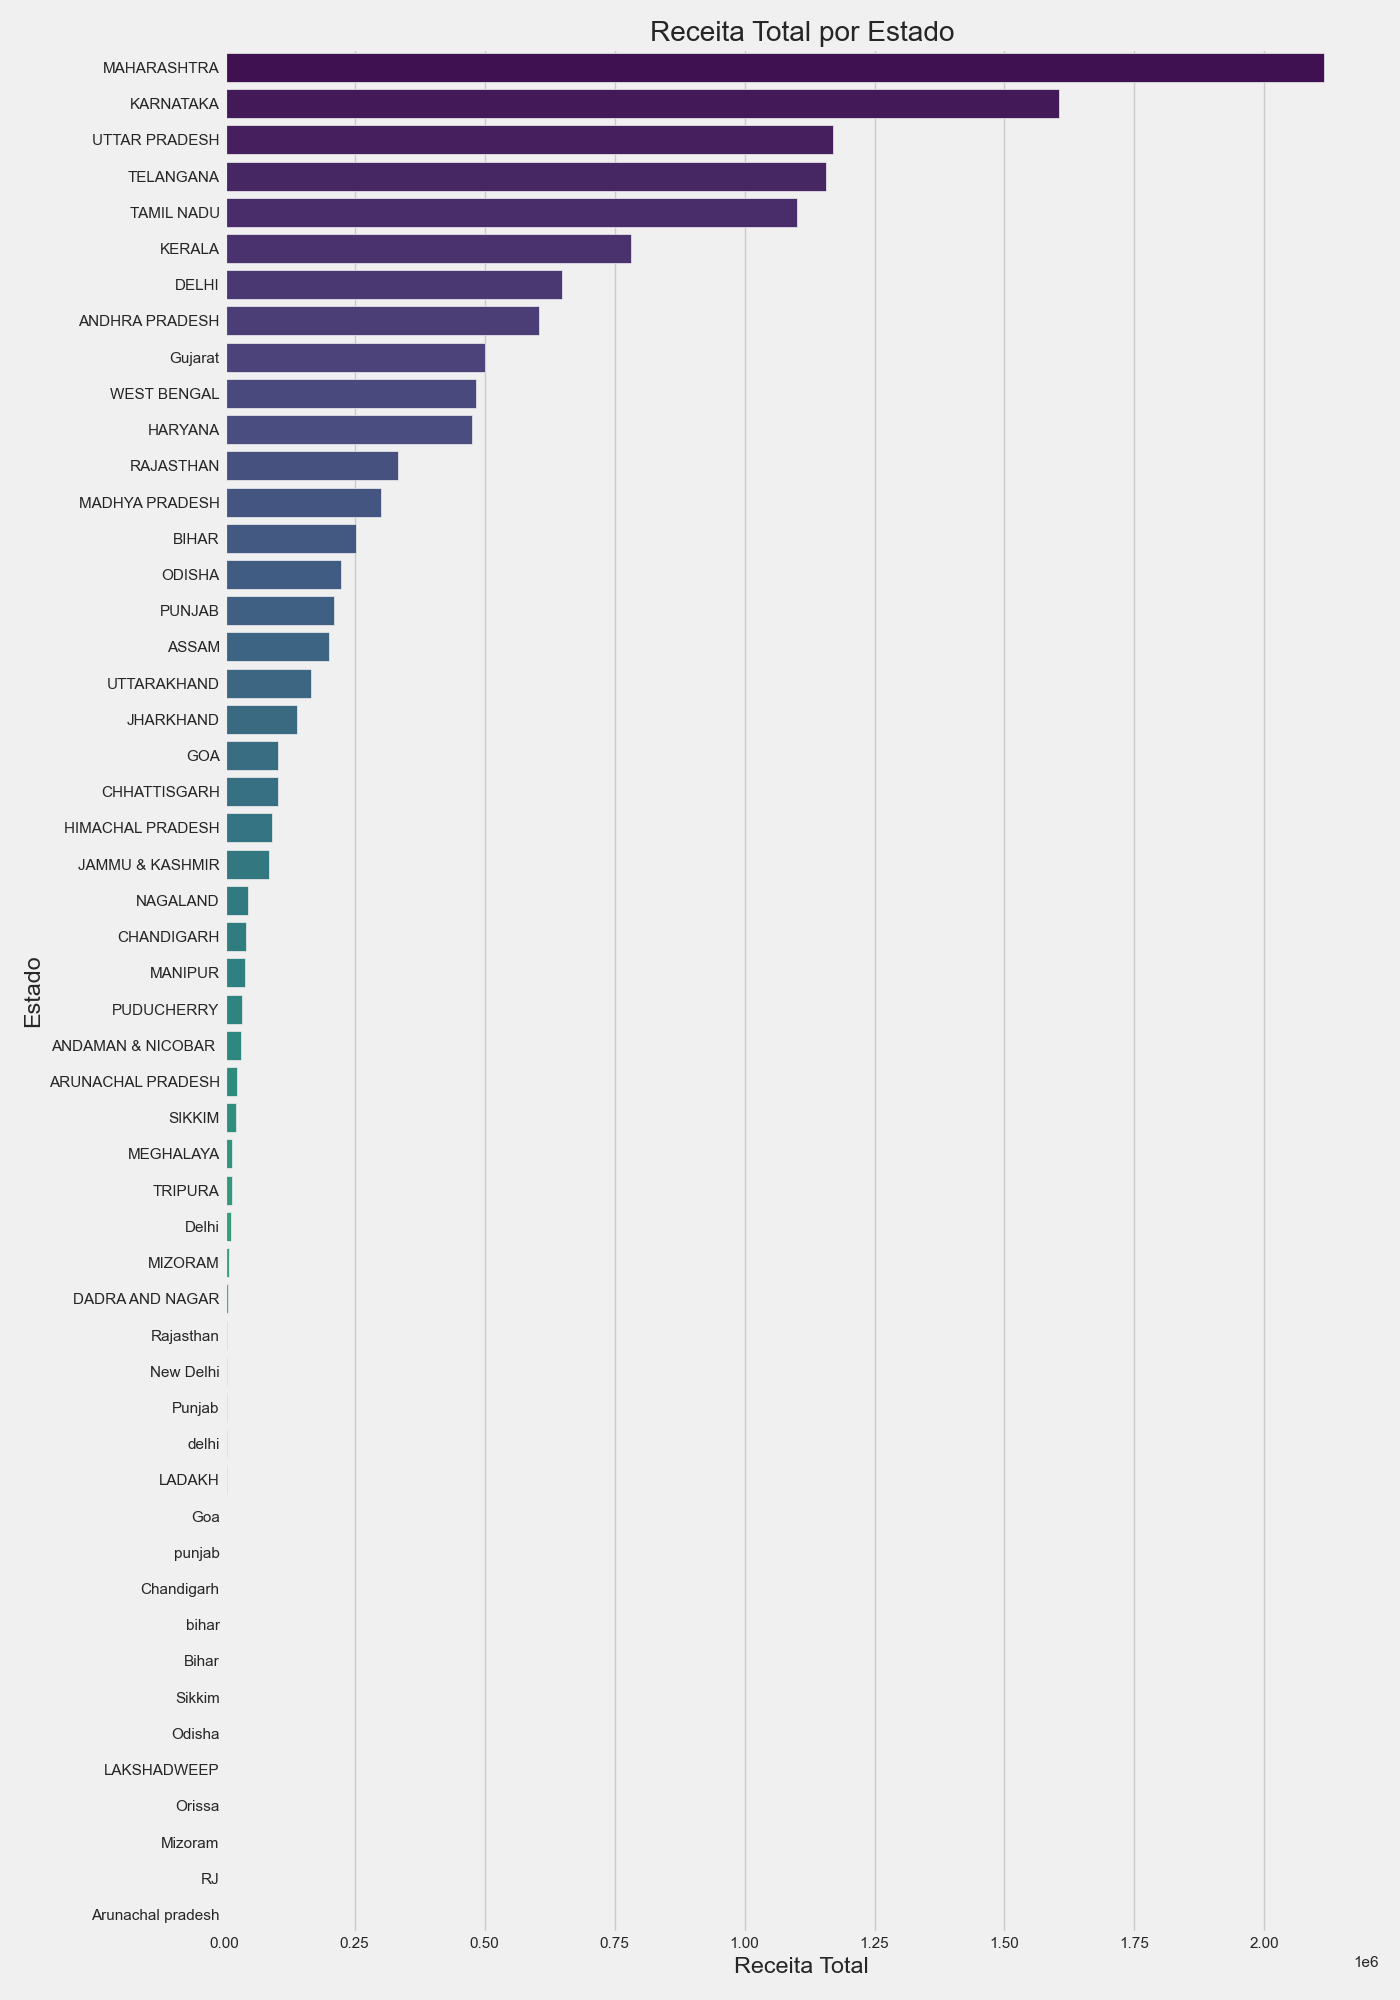 Receita Total por Estado
MAHARASHTRA
KARNATAKA
UTTAR PRADESH
TELANGANA
TAMIL NADU
KERALA
DELHI
ANDHRA PRADESH
Gujarat
WEST BENGAL
HARYANA
RAJASTHAN
MADHYA PRADESH
BIHAR
ODISHA
PUNJAB
ASSAM
UTTARAKHAND
JHARKHAND
GOA
CHHATTISGARH
HIMACHAL PRADESH
JAMMU & KASHMIR
NAGALAND
CHANDIGARH
MANIPUR
PUDUCHERRY
ANDAMAN & NICOBAR
ARUNACHAL PRADESH
SIKKIM
MEGHALAYA
TRIPURA
Delhi
MIZORAM
DADRA AND NAGAR
Rajasthan
New Delhi
Punjab
delhi
LADAKH
Goa
punjab
Chandigarh
bihar
Bihar
Sikkim
Odisha
LAKSHADWEEP
Orissa
Mizoram
RJ
Arunachal pradesh
Estado
0.00 0.25 0.50 0.75 1.00 1.25 1.50 1.75 2.00
1e6
Receita Total